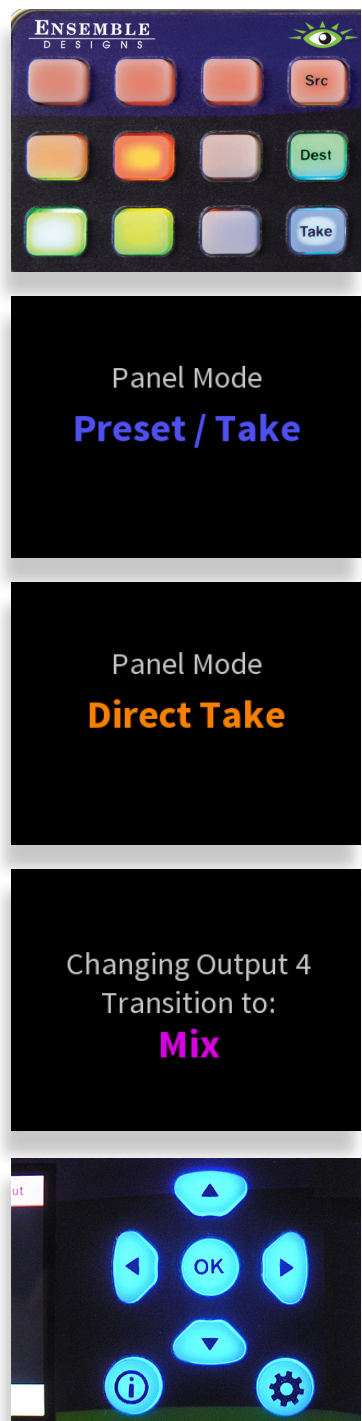 ENSEMBLE
DESIGNS
Src
Dest
Take
Panel Mode
Preset / Take
Panel Mode
Direct Take
Changing Output 4
Transition to:
Mix
ut
OK